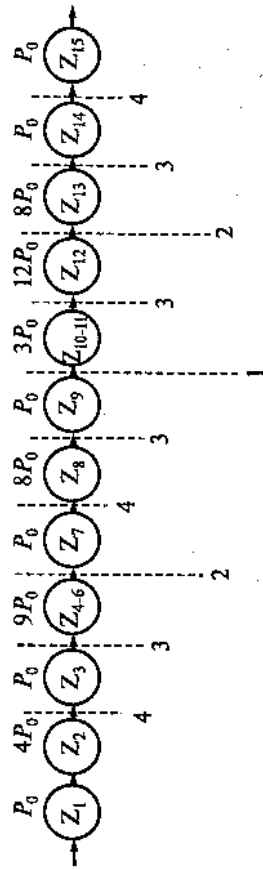 P₀ 4P₀ P₀ 9P₀ P₀ 8P₀ P₀ 3P₀ 12P₀ 8P₀ P₀ P₀
Z₁ Z₂ Z₃ Z₄₋₆ Z₇ Z₈ Z₉ Z₁₀₋₁₁ Z₁₂ Z₁₃ Z₁₄ Z₁₅
4 3 2 4 3 1 3 2 3 4